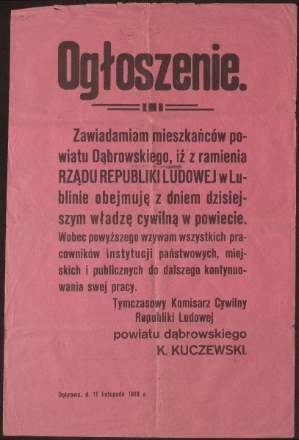 Ogłoszenie.
Zawiadamiam mieszkańców po-
wiatu Dąbrowskiego, iż z ramienia
RZĄDU REPUBLIKI LUDOWEJ w Lu-
blinie obejmuję z dniem dzisiej-
szym władzę cywilną w powiecie.
Wobec powyższego wzywam wszystkich pra-
cowników instytucji państwowych, miej-
skich i publicznych do dalszego kontynuo-
wania swej pracy.
Tymczasowy Komisarz Cywilny
Republiki Ludowej
powiatu dąbrowskiego
K. KUCZEWSKI.
Dąbrowa, d. 11 listopada 1918 r.